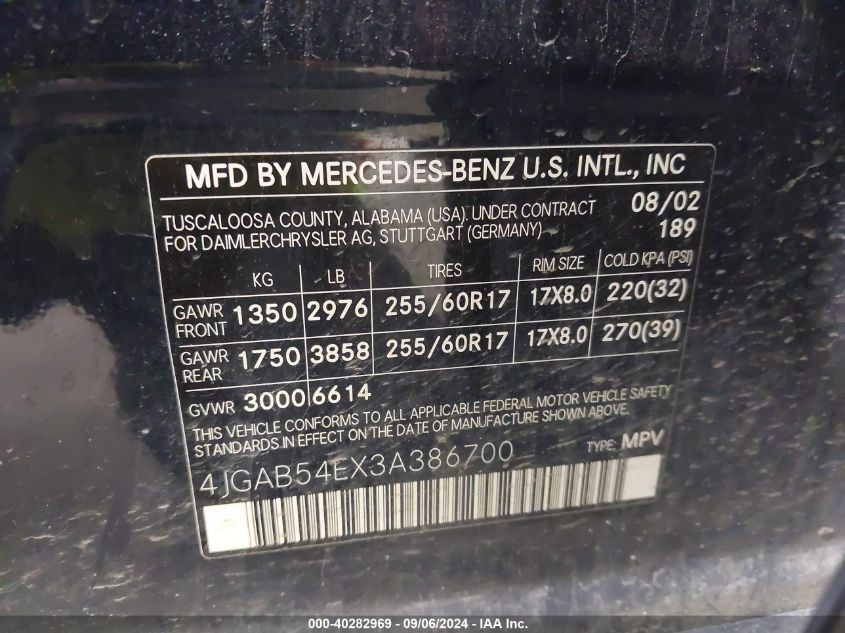 MFD BY MERCEDES-BENZ U.S. INTL., INC
TUSCALOOSA COUNTY, ALABAMA (USA) UNDER CONTRACT 08/02
FOR DAIMLERCHRYSLER AG, STUTTGART (GERMANY) 189
KG LB TIRES RIM SIZE COLD KPA (PSI)
GAWR FRONT 1350 2976 255/60R17 17X8.0 220(32)
GAWR REAR 1750 3858 255/60R17 17X8.0 270(39)
GVWR 3000 6614
THIS VEHICLE CONFORMS TO ALL APPLICABLE FEDERAL MOTOR VEHICLE SAFETY
STANDARDS IN EFFECT ON THE DATE OF MANUFACTURE SHOWN ABOVE.
4JGAB54EX3A386700 TYPE: MPV
000-40282969 - 09/06/2024 - IAA Inc.